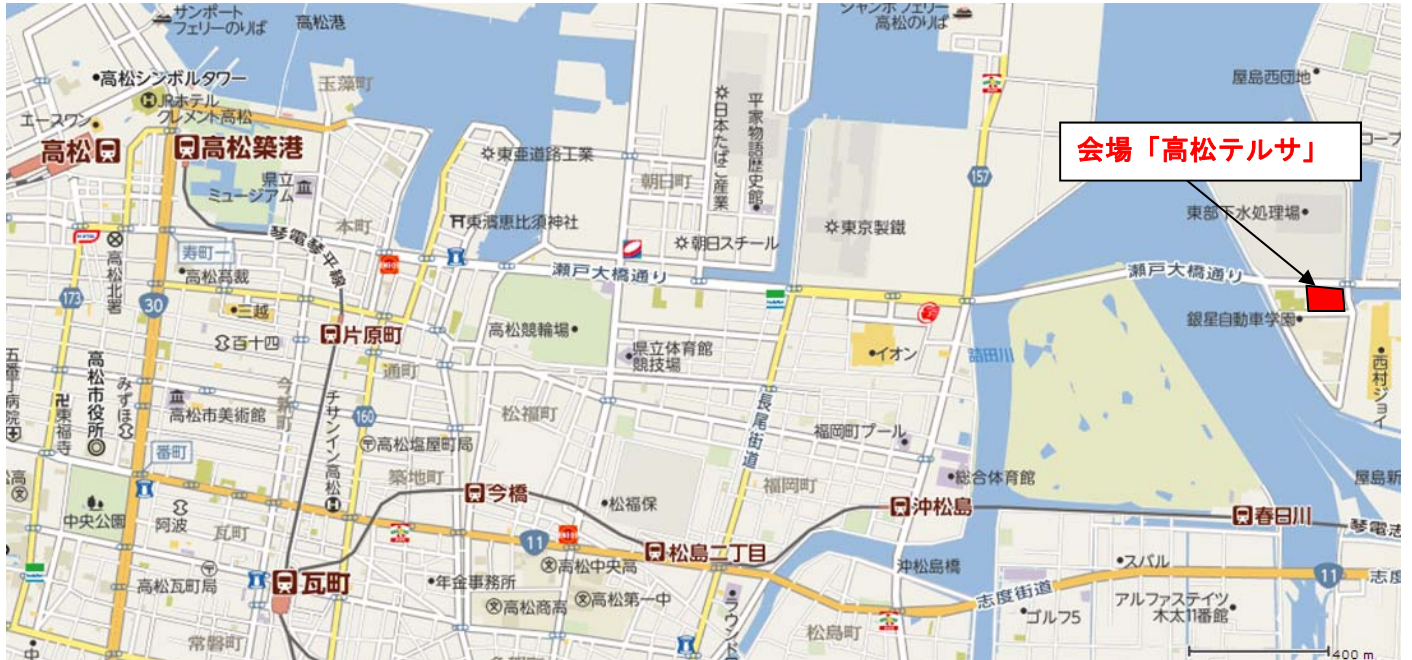 サンポート
フェリーのりば
高松港
ジャンボフェリー
高松のりば
高松シンボルタワー
玉藻町
JRホテル
クレメント高松
エースワン
高松
高松築港
県立
ミュージアム
本町
東亜道路工業
朝日町
日本たばこ産業
平家物語歴史館
157
屋島西団地
会場「高松テルサ」
コープ
東部下水処理場
東濱恵比須神社
朝日スチール
東京製鐵
寿町一
琴電琴平線
瀬戸大橋通り
瀬戸大橋通り
高松高裁
高松北署
173
30
三越
片原町
百十四
高松競輪場
県立体育館
競技場
イオン
詰田川
銀星自動車学園
西村ジョイ
五番丁病院
東福寺
高松市役所
みずほ
高松市美術館
今新町
通町
160
チサンイン高松
松福町
長尾街道
高松塩屋町局
福岡町プール
番町
築地町
今橋
松福保
福岡町
総合体育館
沖松島
春日川
屋島新
琴電志
高
中央公園
阿波
瓦町
11
松島二丁目
高松中央高
沖松島橋
スバル
11
志度
高松瓦町局
瓦町
年金事務所
高松商高
高松第一中
志度街道
ゴルフ5
アルファステイツ
木太11番館
常磐町
ラウンド
松島町
中
400 m